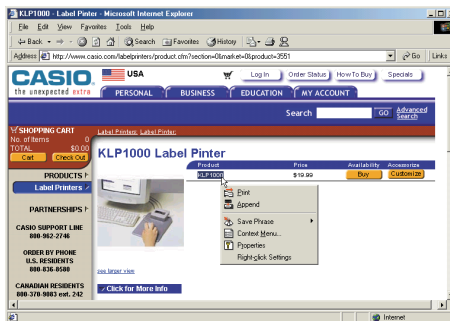 KLP1000 - Label Pinter - Microsoft Internet Explorer
File Edit View Favorites Tools Help
Back Search Favorites History
Address http://www.casio.com/labelprinters/product.cfm?section=0&market=0&product=3551 Go Links
CASIO. USA Log In Order Status How To Buy Specials
the unexpected extra PERSONAL BUSINESS EDUCATION MY ACCOUNT
Search GO Advanced Search
SHOPPING CART
No. of Items 0
TOTAL $0.00
Cart Check Out
Label Printers: Label Printer:
KLP1000 Label Pinter
Product Price Availability Accessorize
KLP1000 $19.99 Buy Customize
Print
Append
Save Phrase
Context Menu...
Properties
Right-click Settings
see larger view
Click for More Info
PRODUCTS
Label Printers
PARTNERSHIPS
CASIO SUPPORT LINE
800-962-2746
ORDER BY PHONE
U.S. RESIDENTS
800-836-8580
CANADIAN RESIDENTS
800-378-9083 ext. 242
Internet